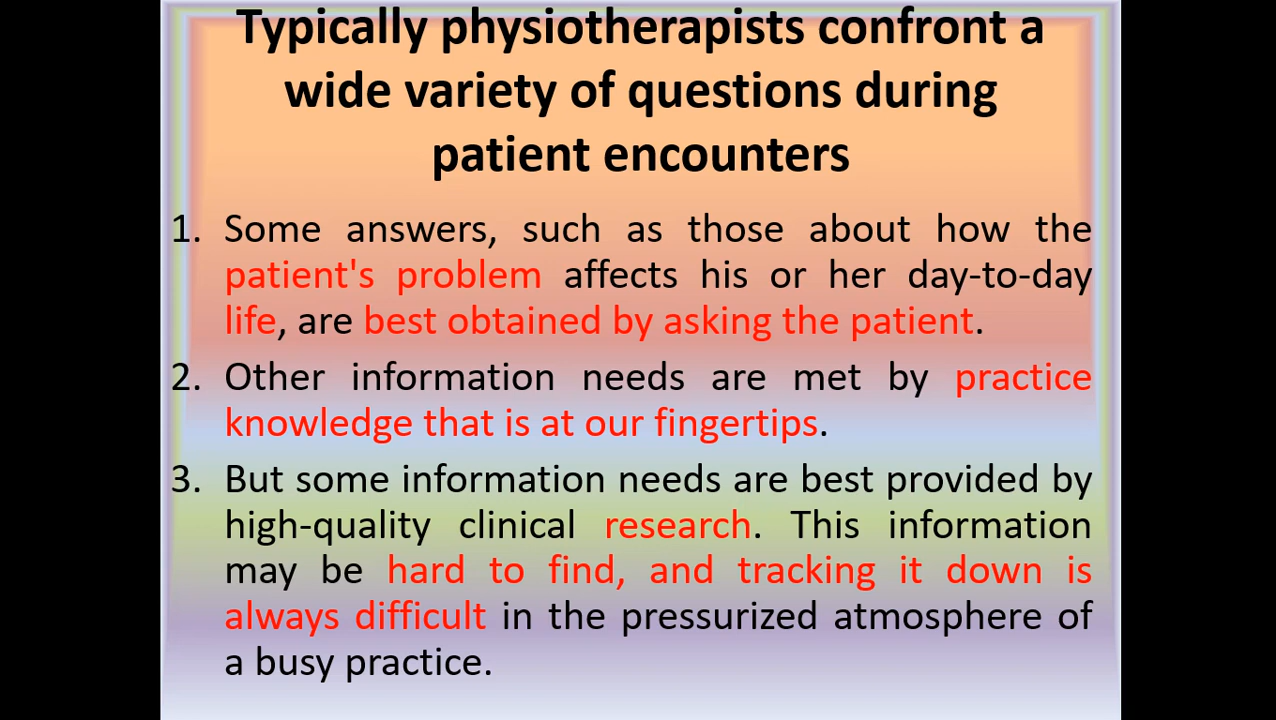 Typically physiotherapists confront a
wide variety of questions during
patient encounters
1. Some answers, such as those about how the
patient's problem affects his or her day-to-day
life, are best obtained by asking the patient.
2. Other information needs are met by practice
knowledge that is at our fingertips.
3. But some information needs are best provided by
high-quality clinical research. This information
may be hard to find, and tracking it down is
always difficult in the pressurized atmosphere of
a busy practice.